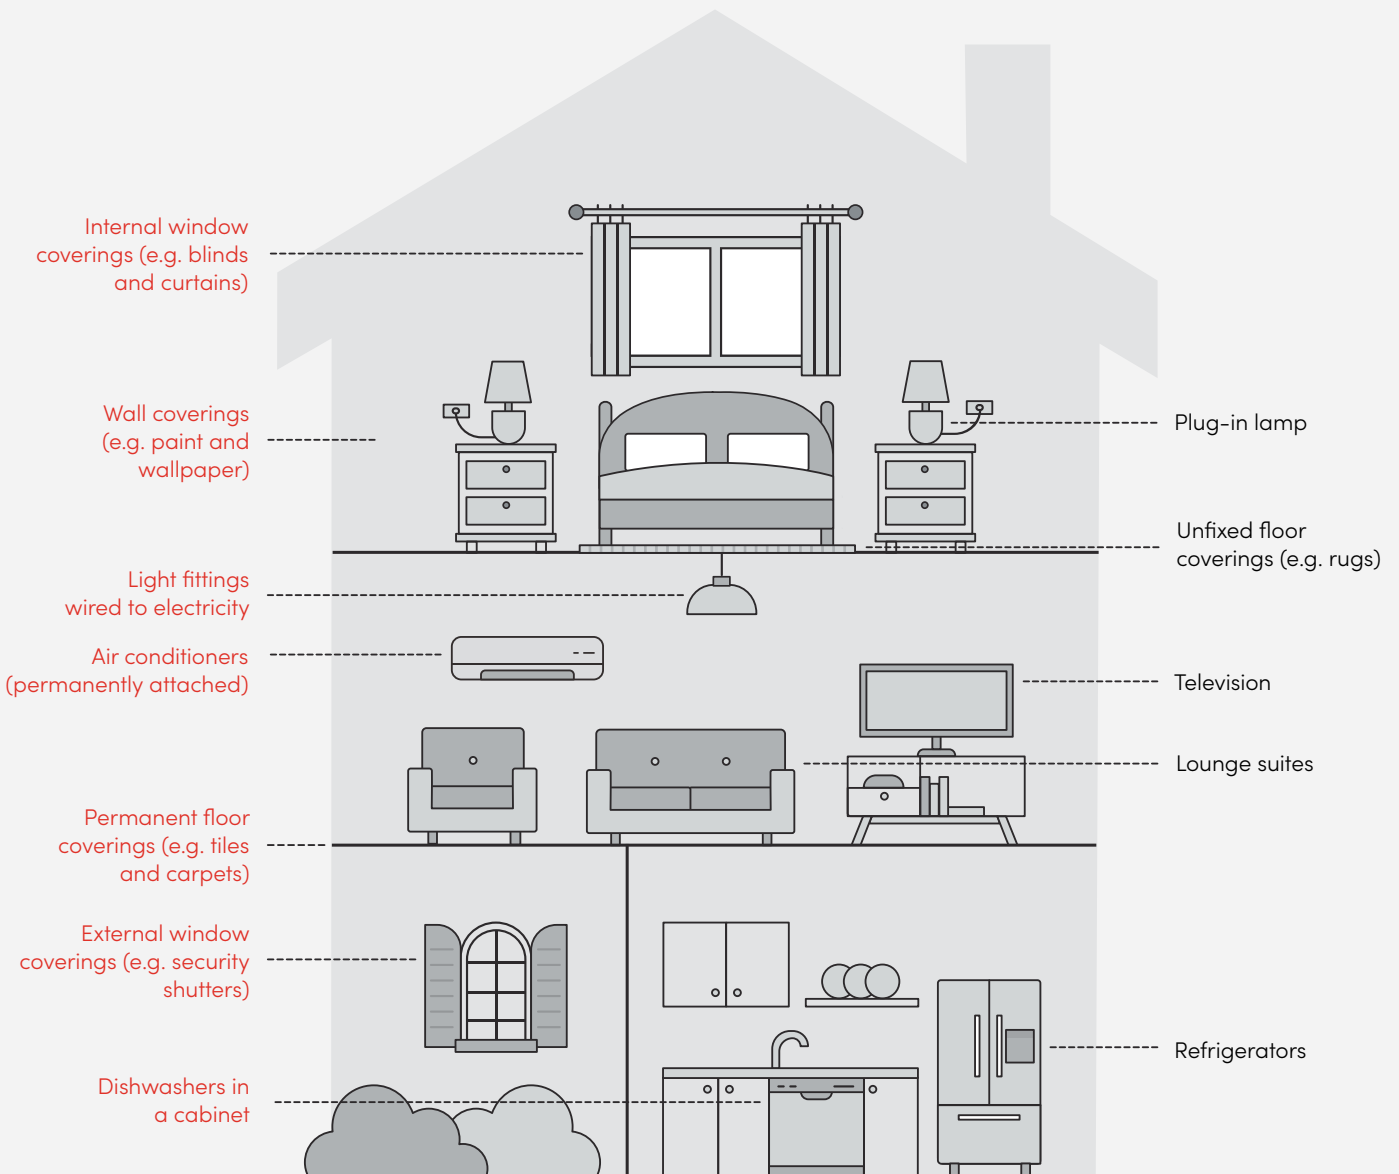 Internal window
coverings (e.g. blinds
and curtains)
Wall coverings
(e.g. paint and
wallpaper)
Plug-in lamp
Unfixed floor
coverings (e.g. rugs)
Light fittings
wired to electricity
Air conditioners
(permanently attached)
Television
Lounge suites
Permanent floor
coverings (e.g. tiles
and carpets)
External window
coverings (e.g. security
shutters)
Refrigerators
Dishwashers in
a cabinet